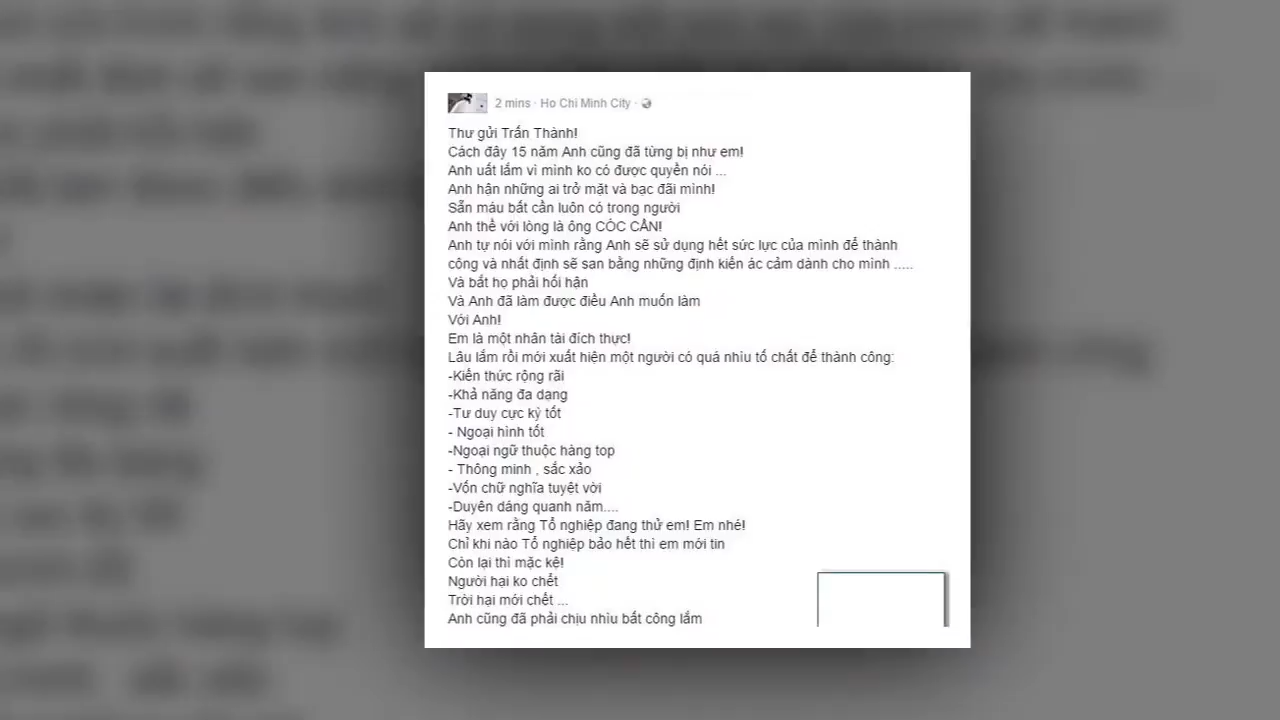 2 mins · Ho Chi Minh City ·
Thư gửi Trấn Thành!
Cách đây 15 năm Anh cũng đã từng bị như em!
Anh uất lắm vì mình ko có được quyền nói ...
Anh hận những ai trở mặt và bạc đãi mình!
Sẵn máu bất cần luôn có trong người
Anh thề với lòng là ông CÓC CẦN!
Anh tự nói với mình rằng Anh sẽ sử dụng hết sức lực của mình để thành
công và nhất định sẽ san bằng những định kiến ác cảm dành cho mình .....
Và bắt họ phải hối hận
Và Anh đã làm được điều Anh muốn làm
Với Anh!
Em là một nhân tài đích thực!
Lâu lắm rồi mới xuất hiện một người có quá nhìu tố chất để thành công:
-Kiến thức rộng rãi
-Khả năng đa dạng
-Tư duy cực kỳ tốt
- Ngoại hình tốt
-Ngoại ngữ thuộc hàng top
- Thông minh , sắc xảo
-Vốn chữ nghĩa tuyệt vời
-Duyên dáng quanh năm....
Hãy xem rằng Tổ nghiệp đang thử em! Em nhé!
Chỉ khi nào Tổ nghiệp bảo hết thì em mới tin
Còn lại thì mặc kệ!
Người hại ko chết
Trời hại mới chết ...
Anh cũng đã phải chịu nhìu bất công lắm